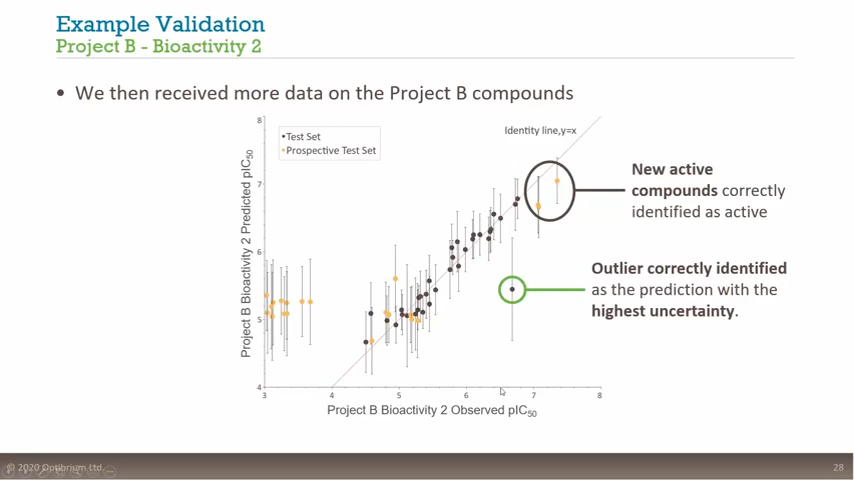 Example Validation
Project B - Bioactivity 2
• We then received more data on the Project B compounds
Project B Bioactivity 2 Predicted pIC50
8
7
6
5
4
Test Set
Prospective Test Set
Identity line,y=x
New active
compounds correctly
identified as active
Outlier correctly identified
as the prediction with the
highest uncertainty.
3 4 5 6 7 8
Project B Bioactivity 2 Observed pIC50
© 2020 Optibrium Ltd.
28